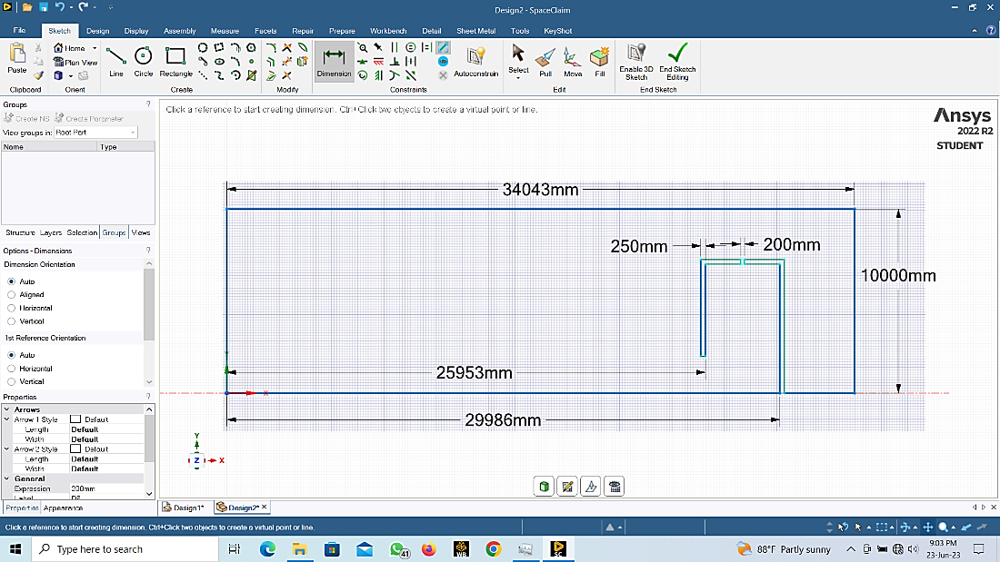 Design2 - SpaceClaim
File Sketch Design Display Assembly Measure Facets Repair Prepare Workbench Detail Sheet Metal Tools KeyShot
Paste
Home
Plan View
Line Circle Rectangle
Dimension
Autoconstrain
Select Pull Move Fill
Enable 3D Sketch
End Sketch Editing
Clipboard Orient Create Modify Constraints Edit End Sketch
Groups
Create NS Create Parameter
View groups in: Root Part
Name Type
Structure Layers Selection Groups Views
Options - Dimensions
Dimension Orientation
Auto
Aligned
Horizontal
Vertical
1st Reference Orientation
Auto
Horizontal
Vertical
Properties
Arrows
Arrow 1 Style Default
Length Default
Width Default
Arrow 2 Style Default
Length Default
Width Default
General
Expression 200mm
Properties Appearance
Click a reference to start creating dimension. Ctrl+Click two objects to create a virtual point or line.
Ansys
2022 R2
STUDENT
34043mm
250mm
200mm
10000mm
25953mm
X
29986mm
Y
Z X
Design1* Design2*
Click a reference to start creating dimension. Ctrl+Click two objects to create a virtual point or line.
Type here to search
41
WB
SC
88°F Partly sunny
9:03 PM
23-Jun-23